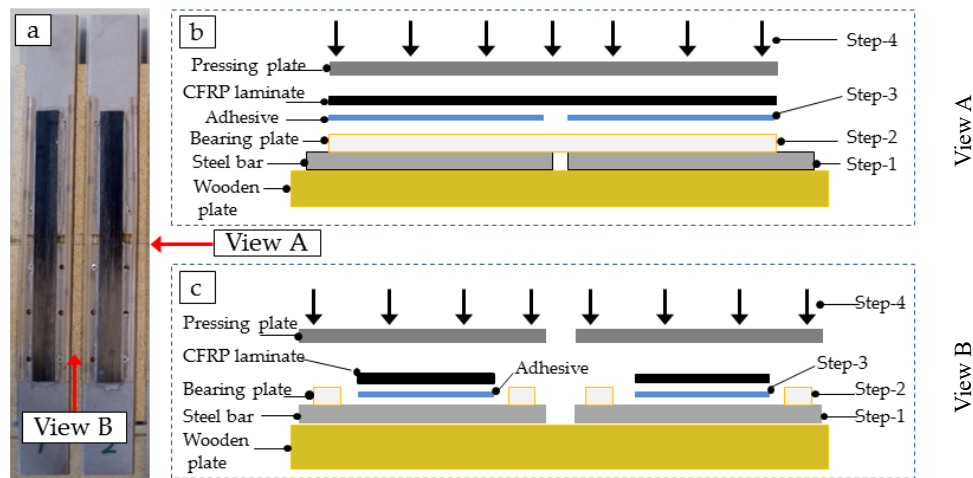 a
View A
View B
1
2
b
Step-4
Pressing plate
CFRP laminate
Step-3
Adhesive
Bearing plate
Step-2
Steel bar
Step-1
Wooden
plate
View A
c
Step-4
Pressing plate
CFRP laminate
Adhesive
Step-3
Bearing plate
Step-2
Steel bar
Step-1
Wooden
plate
View B